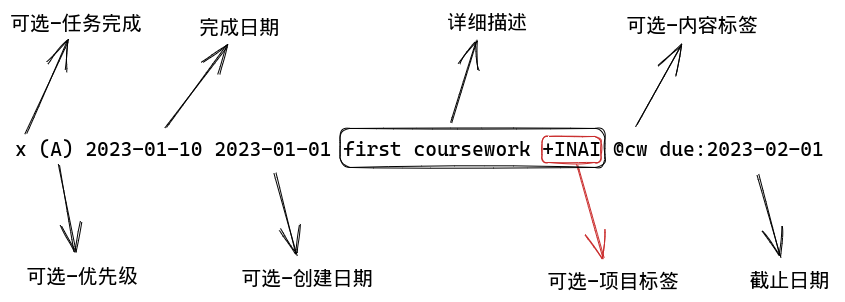 可选-任务完成 完成日期 详细描述 可选-内容标签
x (A) 2023-01-10 2023-01-01 first coursework +INAI @cw due:2023-02-01
可选-优先级 可选-创建日期 可选-项目标签 截止日期